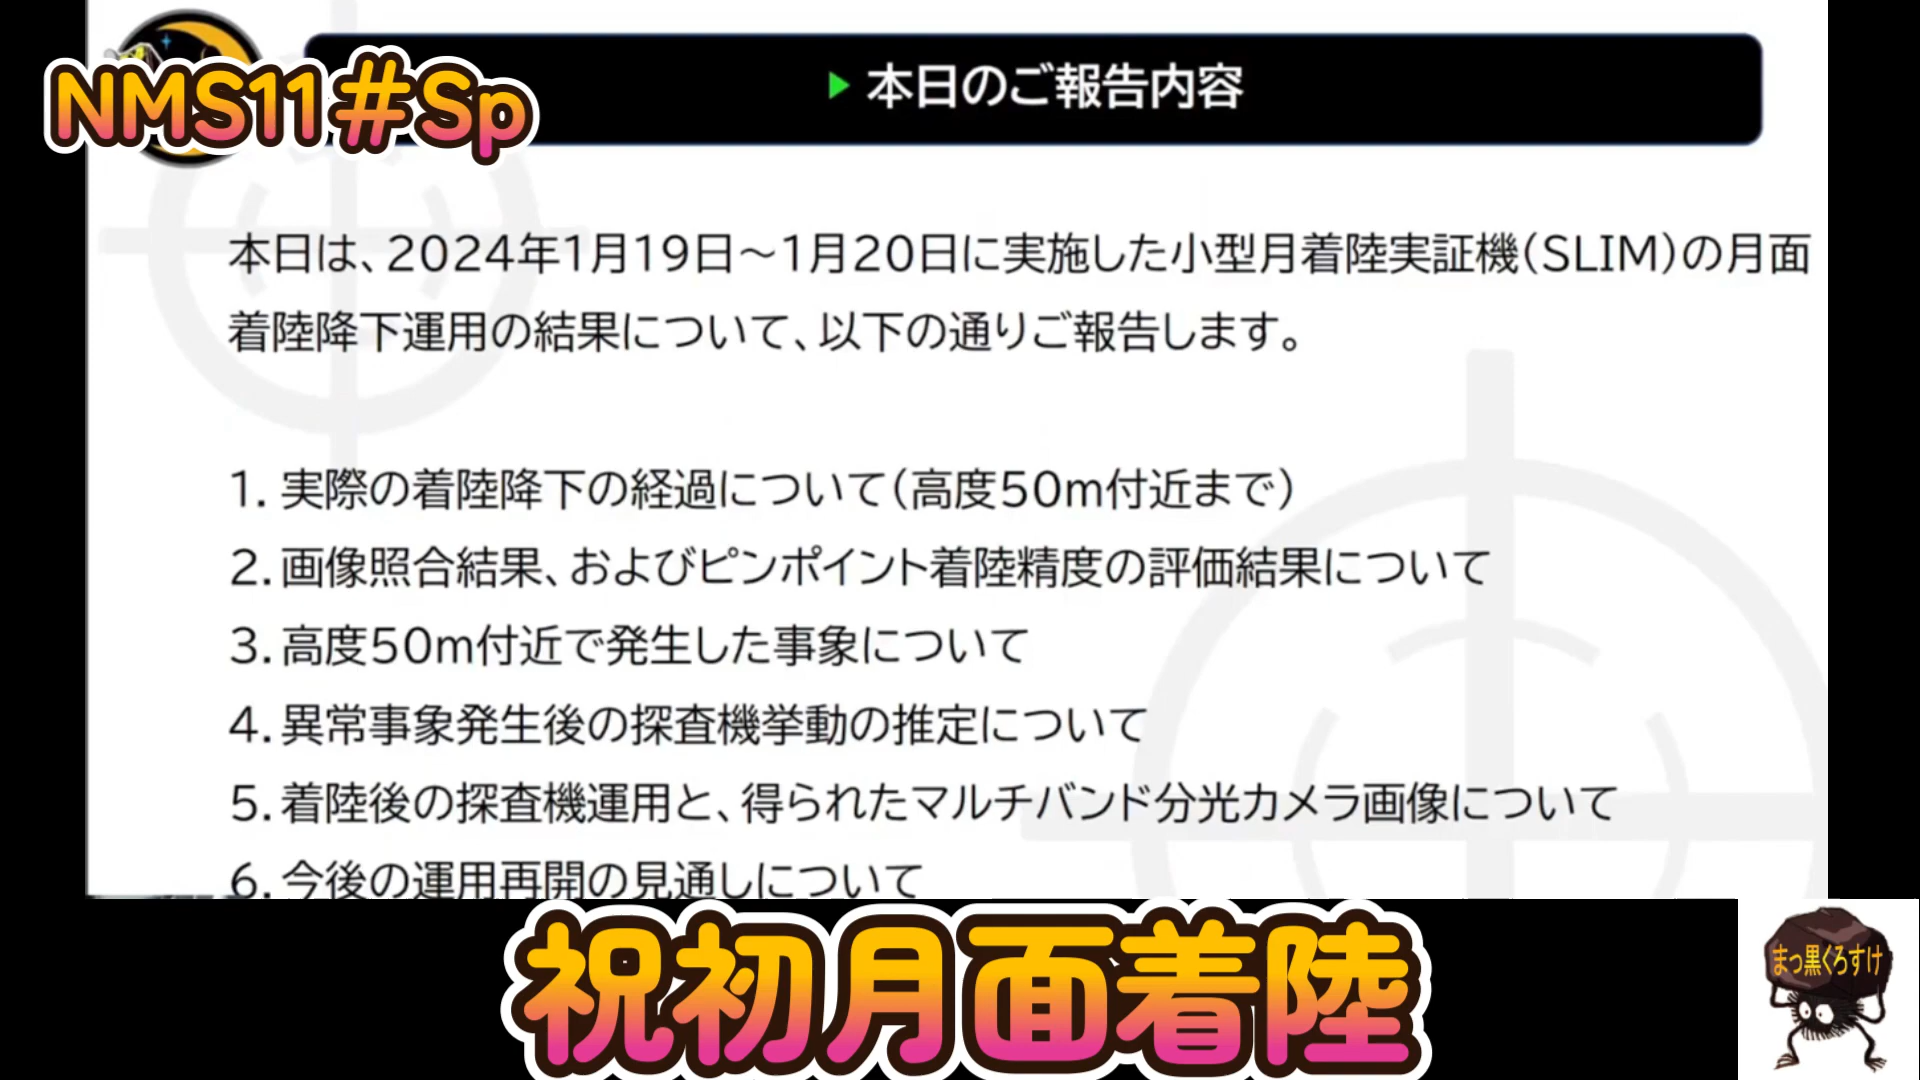 NMS11#Sp
本日のご報告内容
本日は、2024年1月19日～1月20日に実施した小型月着陸実証機(SLIM)の月面
着陸降下運用の結果について、以下の通りご報告します。
1. 実際の着陸降下の経過について(高度50m付近まで)
2. 画像照合結果、およびピンポイント着陸精度の評価結果について
3. 高度50m付近で発生した事象について
4. 異常事象発生後の探査機挙動の推定について
5. 着陸後の探査機運用と、得られたマルチバンド分光カメラ画像について
6. 今後の運用再開の見通しについて
祝初月面着陸
まっ黒くろすけ